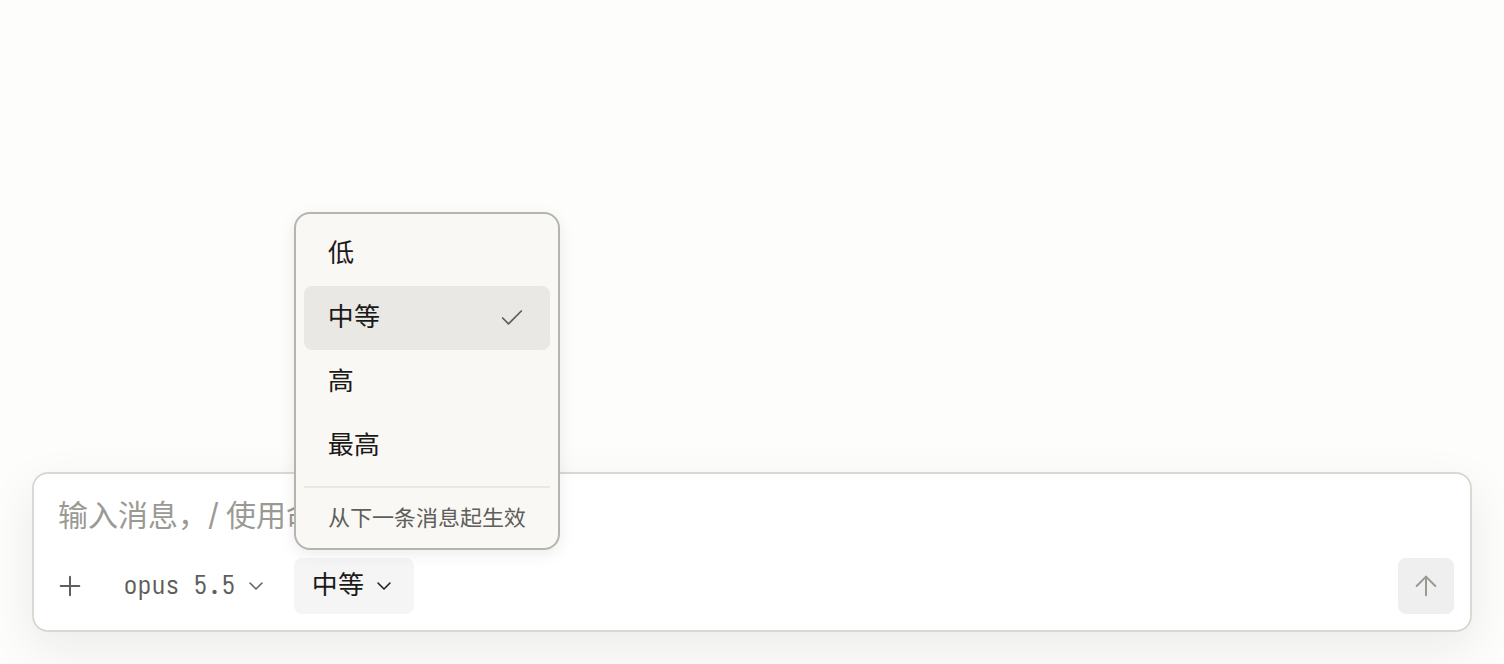 低
中等
高
最高
从下一条消息起生效
输入消息，/ 使用
opus 5.5
中等